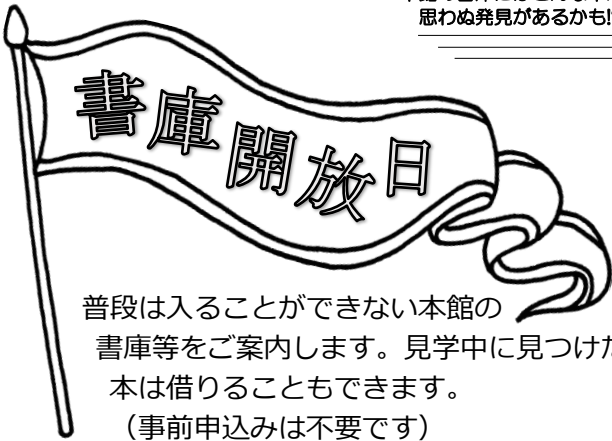 思わぬ発見があるかも!
書庫開放日
普段は入ることができない本館の
書庫等をご案内します。見学中に見つけた
本は借りることもできます。
（事前申込みは不要です）